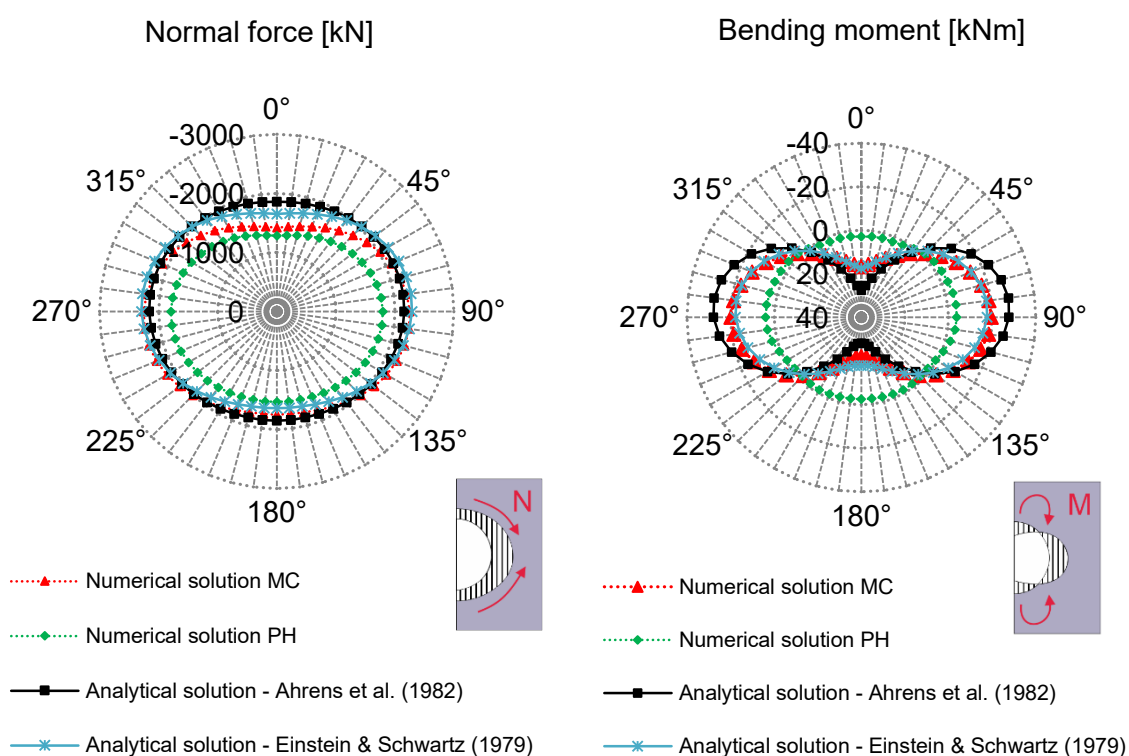 Normal force [kN]
Bending moment [kNm]
0°
-3000
315°
45°
-2000
1000
270°
0
90°
225°
135°
180°
N
0°
-40
315°
-20
45°
0
20
270°
40
90°
225°
135°
180°
M
Numerical solution MC
Numerical solution PH
Analytical solution - Ahrens et al. (1982)
Analytical solution - Einstein & Schwartz (1979)
Numerical solution MC
Numerical solution PH
Analytical solution - Ahrens et al. (1982)
Analytical solution - Einstein & Schwartz (1979)